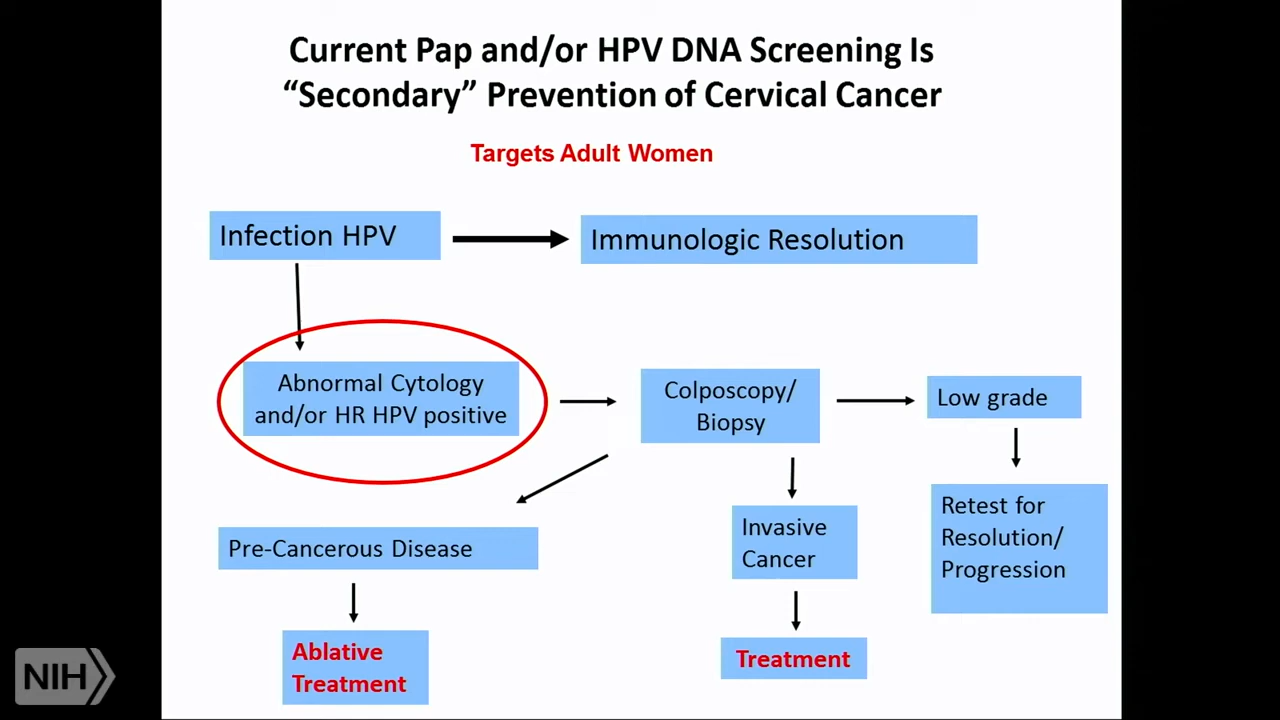 Current Pap and/or HPV DNA Screening Is
“Secondary” Prevention of Cervical Cancer
Targets Adult Women
Infection HPV
Immunologic Resolution
Abnormal Cytology
and/or HR HPV positive
Colposcopy/
Biopsy
Low grade
Pre-Cancerous Disease
Invasive
Cancer
Retest for
Resolution/
Progression
Ablative
Treatment
Treatment
NIH